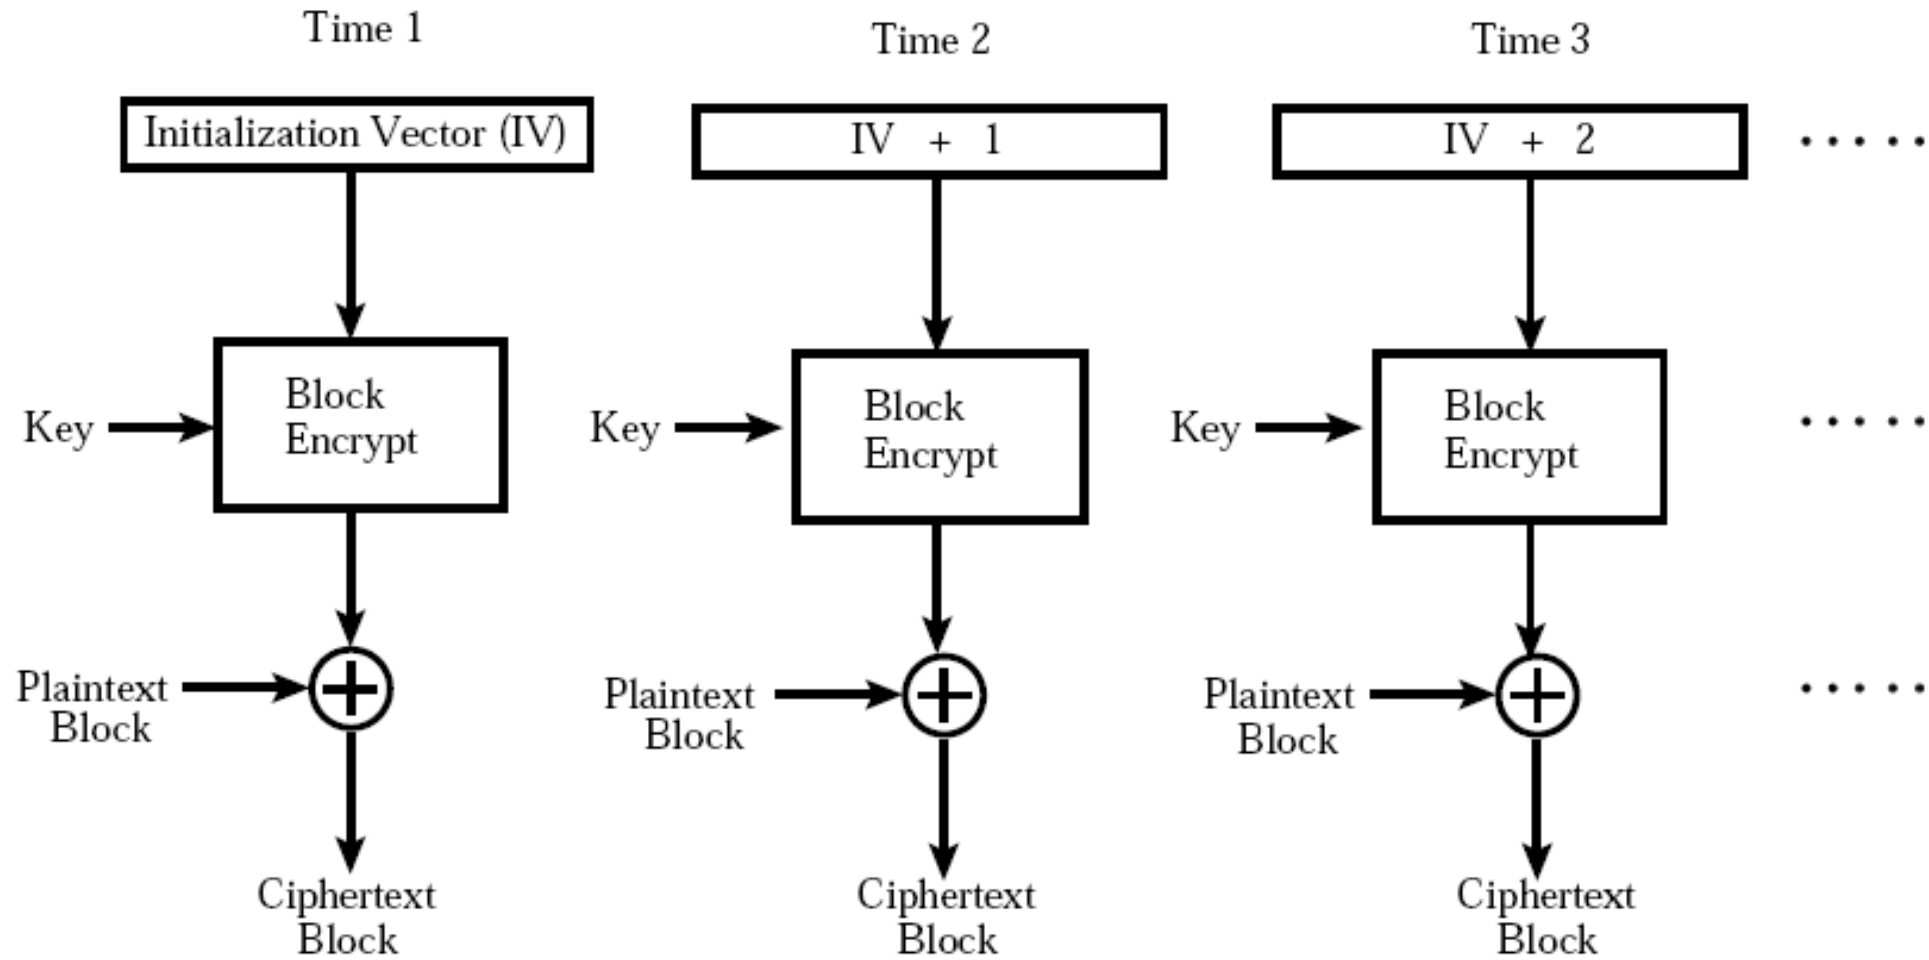 Time 1
Time 2
Time 3
Initialization Vector (IV)
IV + 1
IV + 2
.....
Key
Block
Encrypt
Key
Block
Encrypt
Key
Block
Encrypt
.....
Plaintext
Block
Plaintext
Block
Plaintext
Block
.....
Ciphertext
Block
Ciphertext
Block
Ciphertext
Block